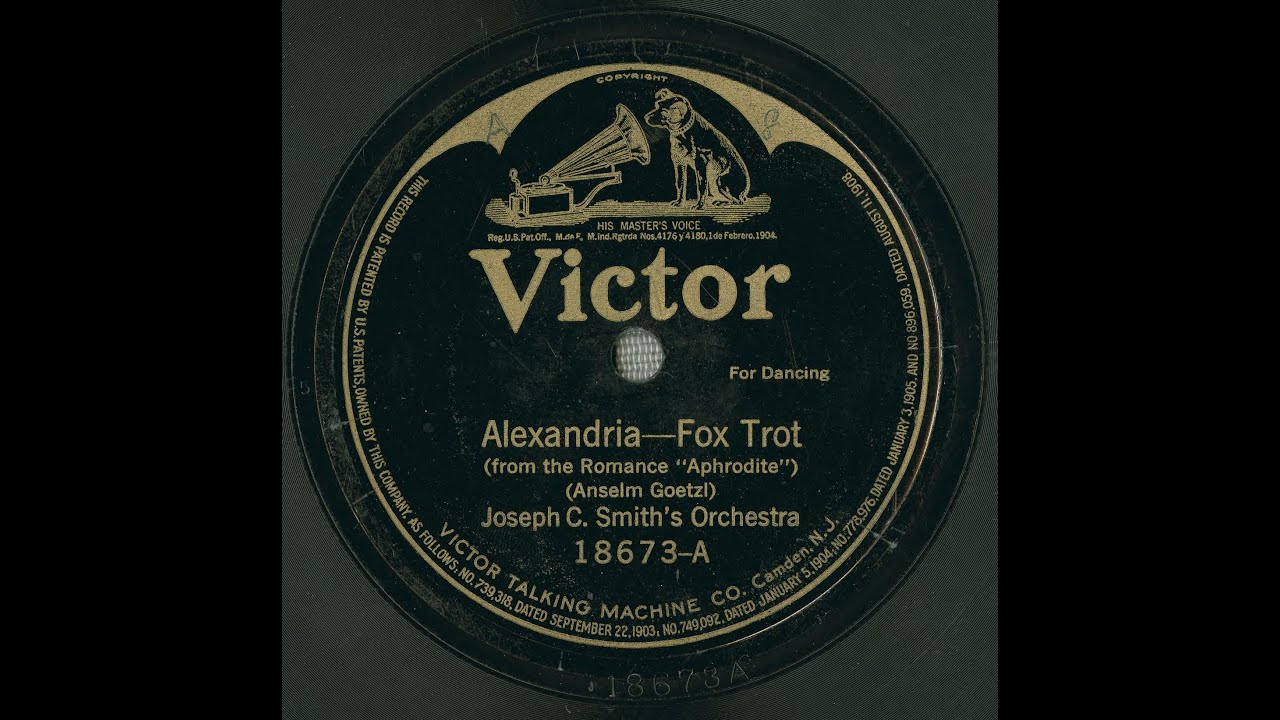 COPYRIGHT
A 8
HIS MASTER'S VOICE
Reg.U.S.Pat.Off., M.de F. M.Ind.Rgtrda Nos.4176 y 4180,1 de Febrero,1904.
Victor
For Dancing
Alexandria—Fox Trot
(from the Romance "Aphrodite")
(Anselm Goetzl)
Joseph C. Smith's Orchestra
18673-A
VICTOR TALKING MACHINE CO. Camden. N. J.
THIS RECORD IS PATENTED BY U.S. PATENTS, OWNED BY THIS COMPANY, AS FOLLOWS: NO. 739,318, DATED SEPTEMBER 22,1903; NO. 749,092, DATED JANUARY 5, 1904; NO. 778,976, DATED JANUARY 3, 1905, AND NO 896,059, DATED AUGUST 11, 1908.
5
18673A